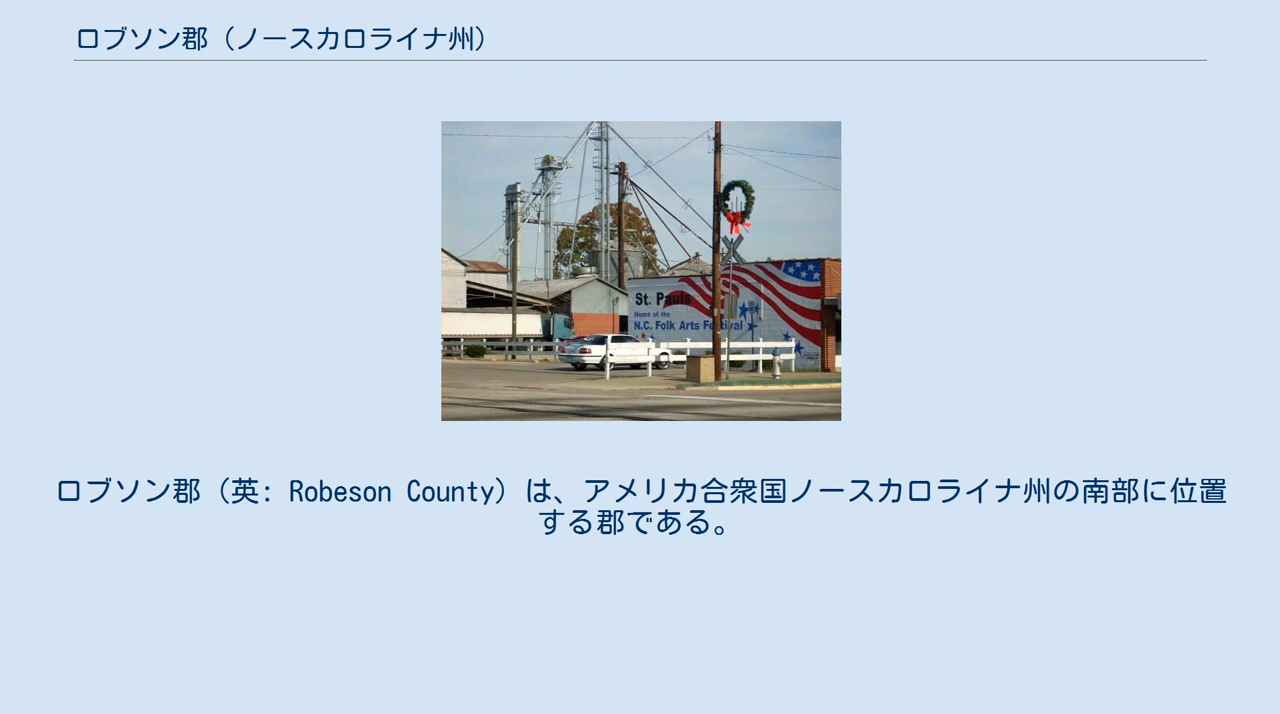 ロブソン郡（ノースカロライナ州）
St. Pauls
Home of the
N.C. Folk Arts Festival
ロブソン郡（英: Robeson County）は、アメリカ合衆国ノースカロライナ州の南部に位置
する郡である。